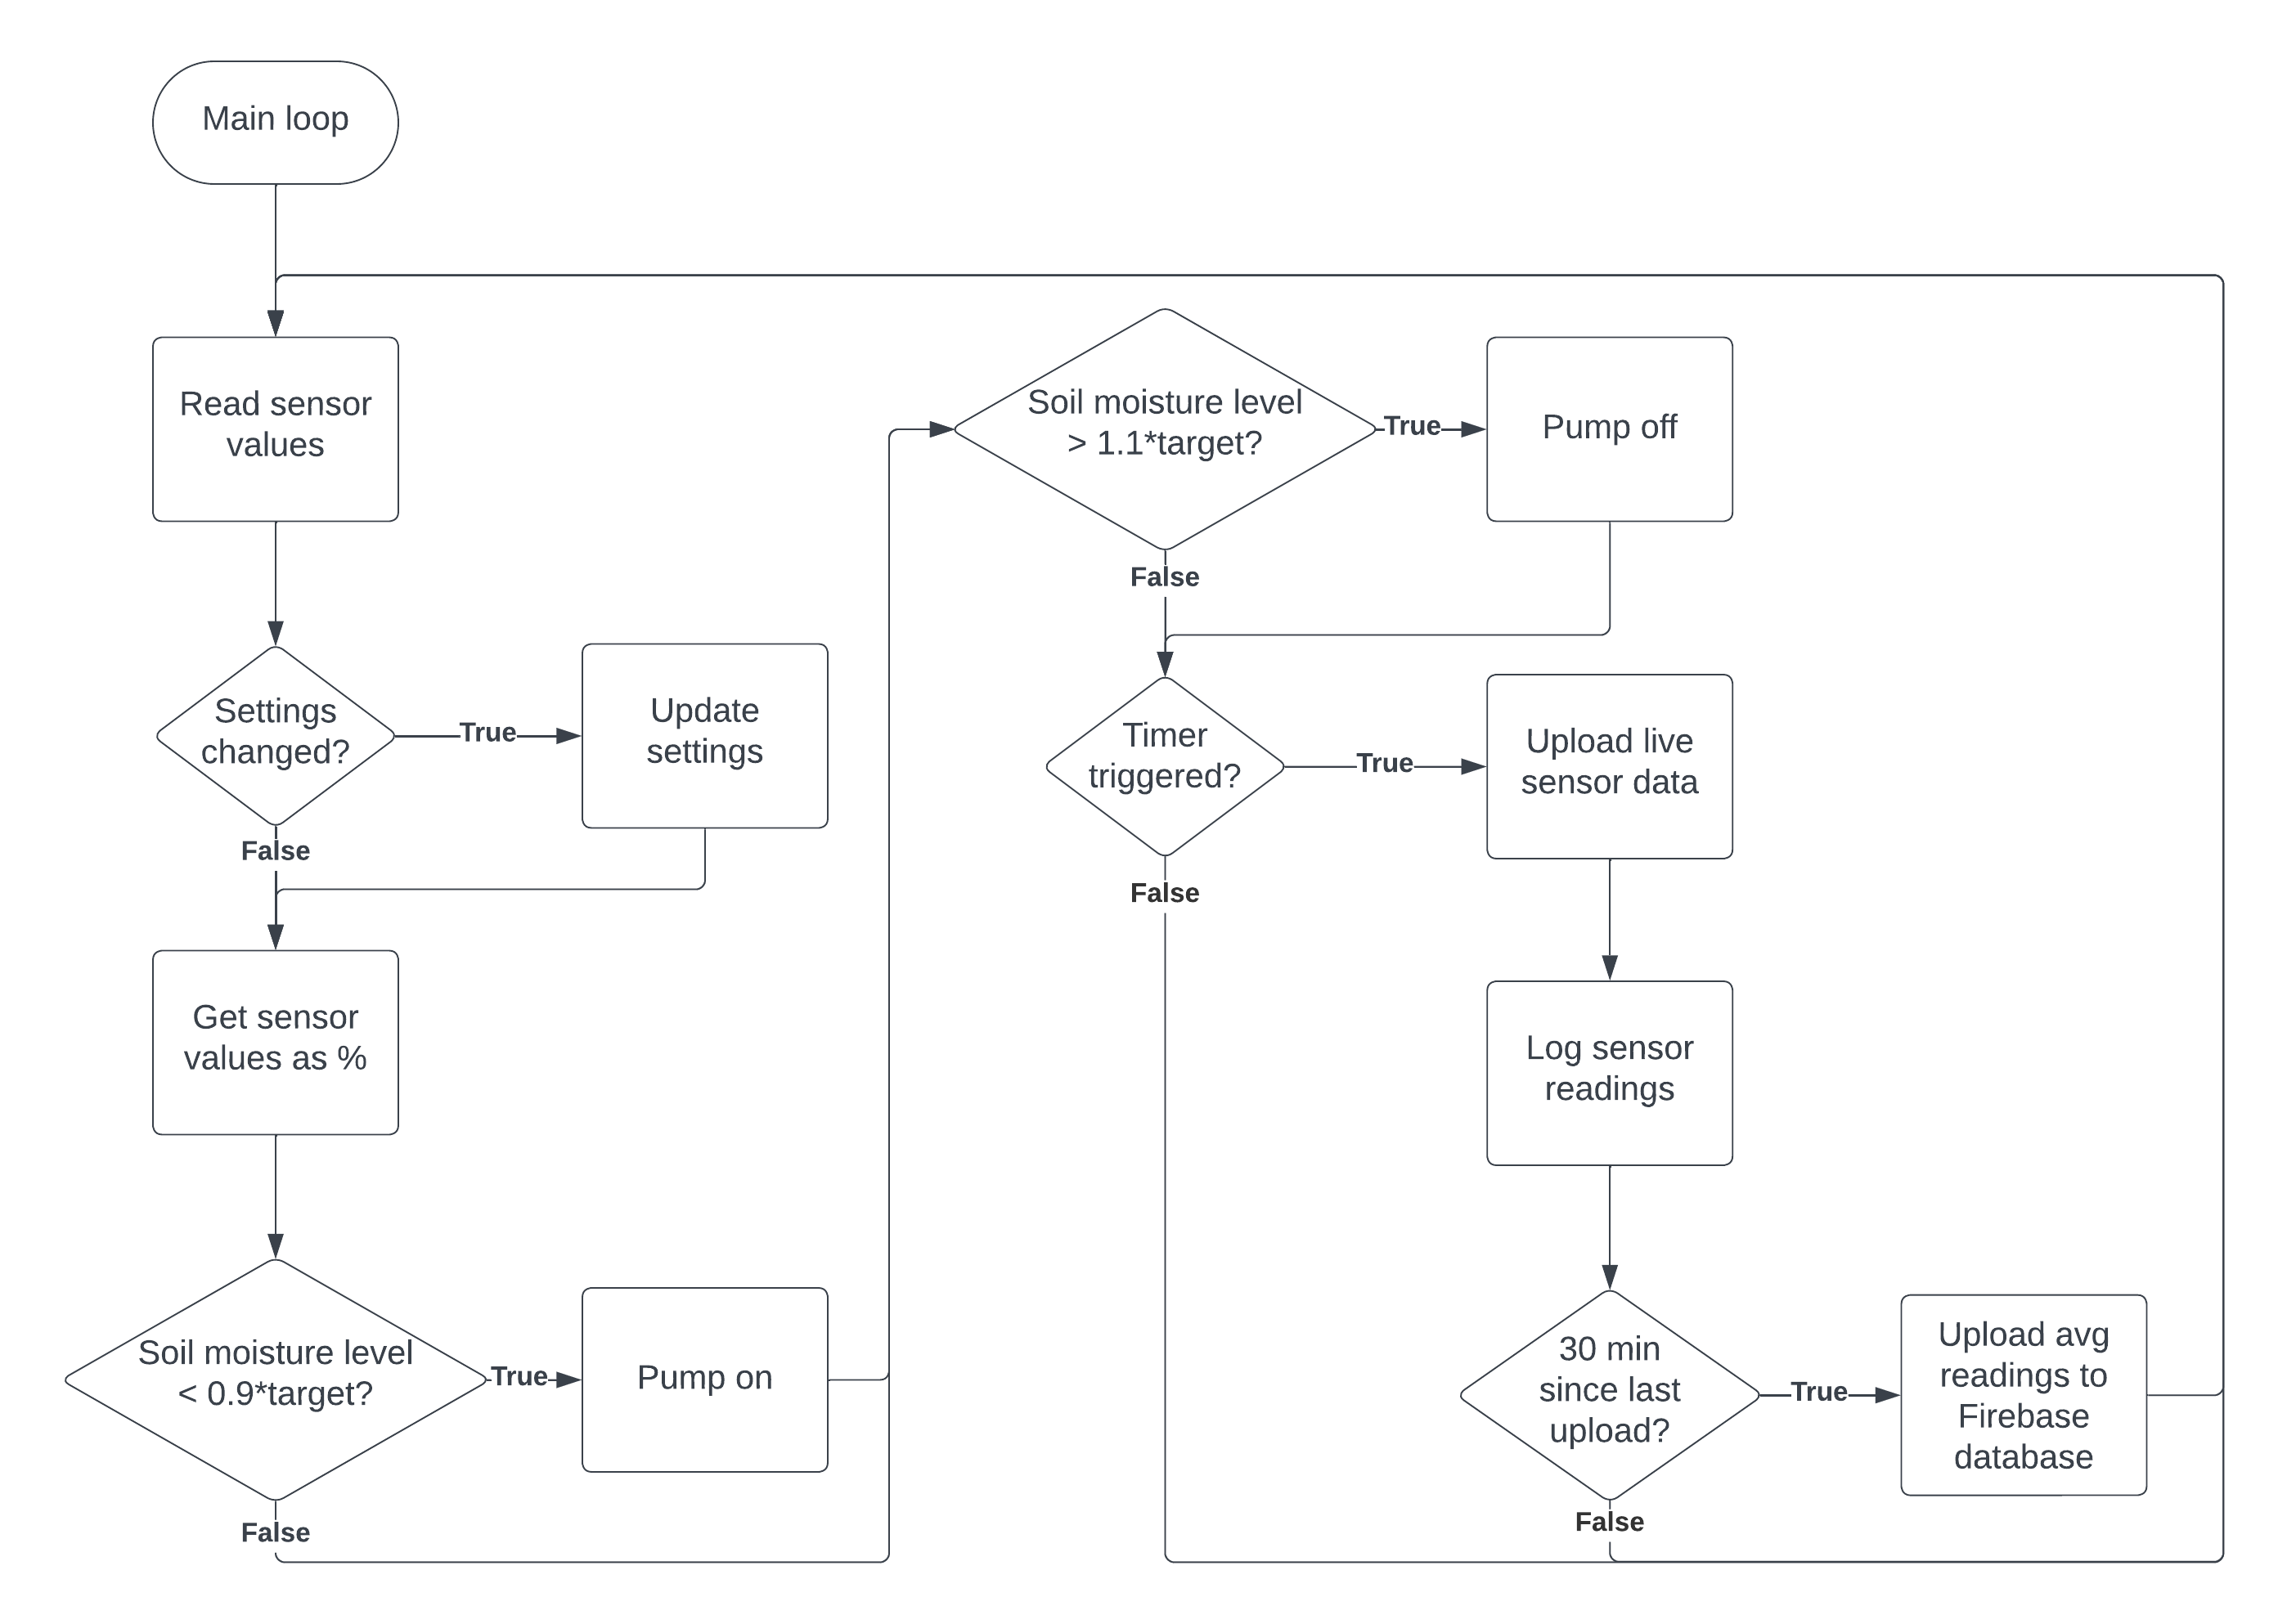 Main loop
Read sensor
values
Settings
changed?
True
Update
settings
False
Get sensor
values as %
Soil moisture level
< 0.9*target?
True
Pump on
False
Soil moisture level
> 1.1*target?
True
Pump off
False
Timer
triggered?
True
Upload live
sensor data
False
Log sensor
readings
30 min
since last
upload?
True
Upload avg
readings to
Firebase
database
False